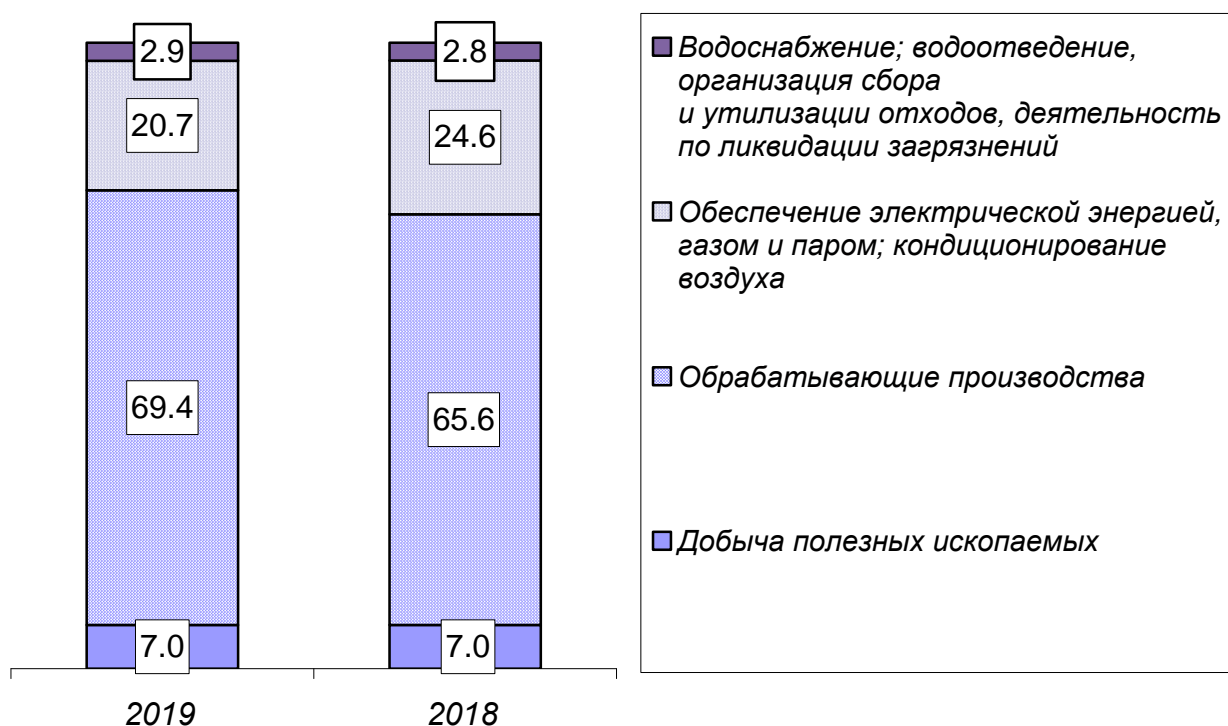 2.9
20.7
69.4
7.0
2019
2.8
24.6
65.6
7.0
2018
Водоснабжение; водоотведение,
организация сбора
и утилизации отходов, деятельность
по ликвидации загрязнений
Обеспечение электрической энергией,
газом и паром; кондиционирование
воздуха
Обрабатывающие производства
Добыча полезных ископаемых